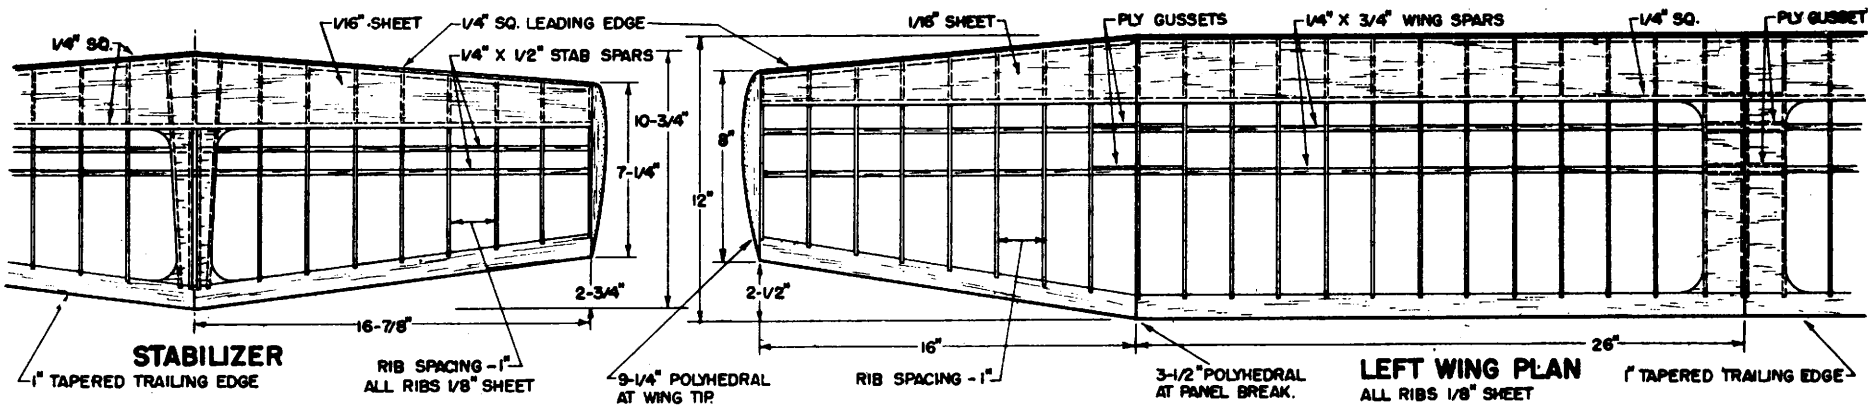 1/16" SHEET
1/4" SQ. LEADING EDGE
1/16" SHEET
PLY GUSSETS
1/4" X 3/4" WING SPARS
1/4" SQ.
PLY GUSSET
1/4" SQ.
1/4" X 1/2" STAB SPARS
10-3/4"
8"
7-1/4"
12"
2-3/4"
2-1/2"
16-7/8"
16"
26"
STABILIZER
1" TAPERED TRAILING EDGE
RIB SPACING - 1"
ALL RIBS 1/8" SHEET
9-1/4" POLYHEDRAL
AT WING TIP.
RIB SPACING - 1"
3-1/2" POLYHEDRAL
AT PANEL BREAK.
LEFT WING PLAN
ALL RIBS 1/8" SHEET
1" TAPERED TRAILING EDGE